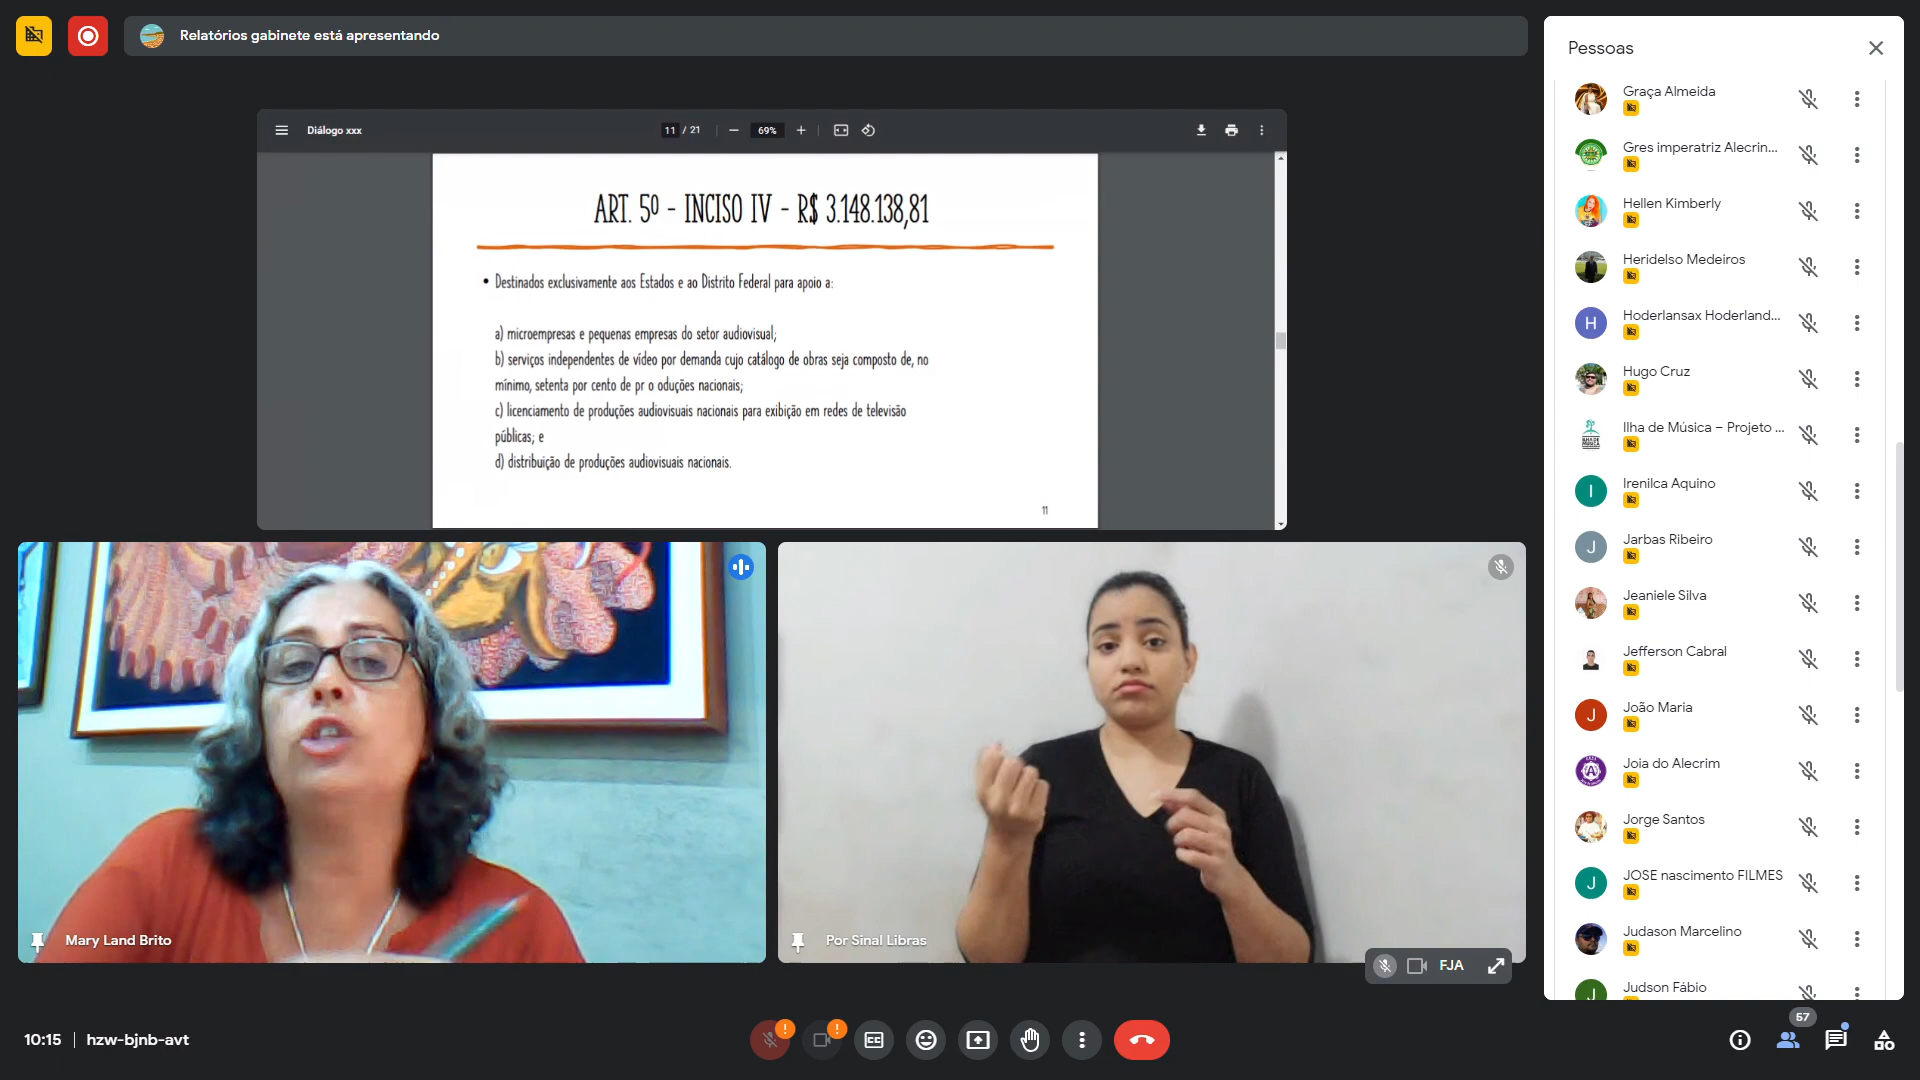 Relatórios gabinete está apresentando
Diálogo xxx
11 / 21
69%
ART. 5º - INCISO IV - R$ 3.148.138,81
• Destinados exclusivamente aos Estados e ao Distrito Federal para apoio a:
a) microempresas e pequenas empresas do setor audiovisual;
b) serviços independentes de vídeo por demanda cujo catálogo de obras seja composto de, no
mínimo, setenta por cento de pr o oduções nacionais;
c) licenciamento de produções audiovisuais nacionais para exibição em redes de televisão
públicas; e
d) distribuição de produções audiovisuais nacionais.
11
Mary Land Brito
Por Sinal Libras
FJA
10:15
hzw-bjnb-avt
CC
57
Pessoas
Graça Almeida
Gres imperatriz Alecrin...
Hellen Kimberly
Heridelso Medeiros
H
Hoderlansax Hoderland...
Hugo Cruz
Ilha de Música – Projeto ...
I
Irenilca Aquino
J
Jarbas Ribeiro
Jeaniele Silva
Jefferson Cabral
J
João Maria
Joia do Alecrim
Jorge Santos
J
JOSE nascimento FILMES
Judason Marcelino
J
Judson Fábio